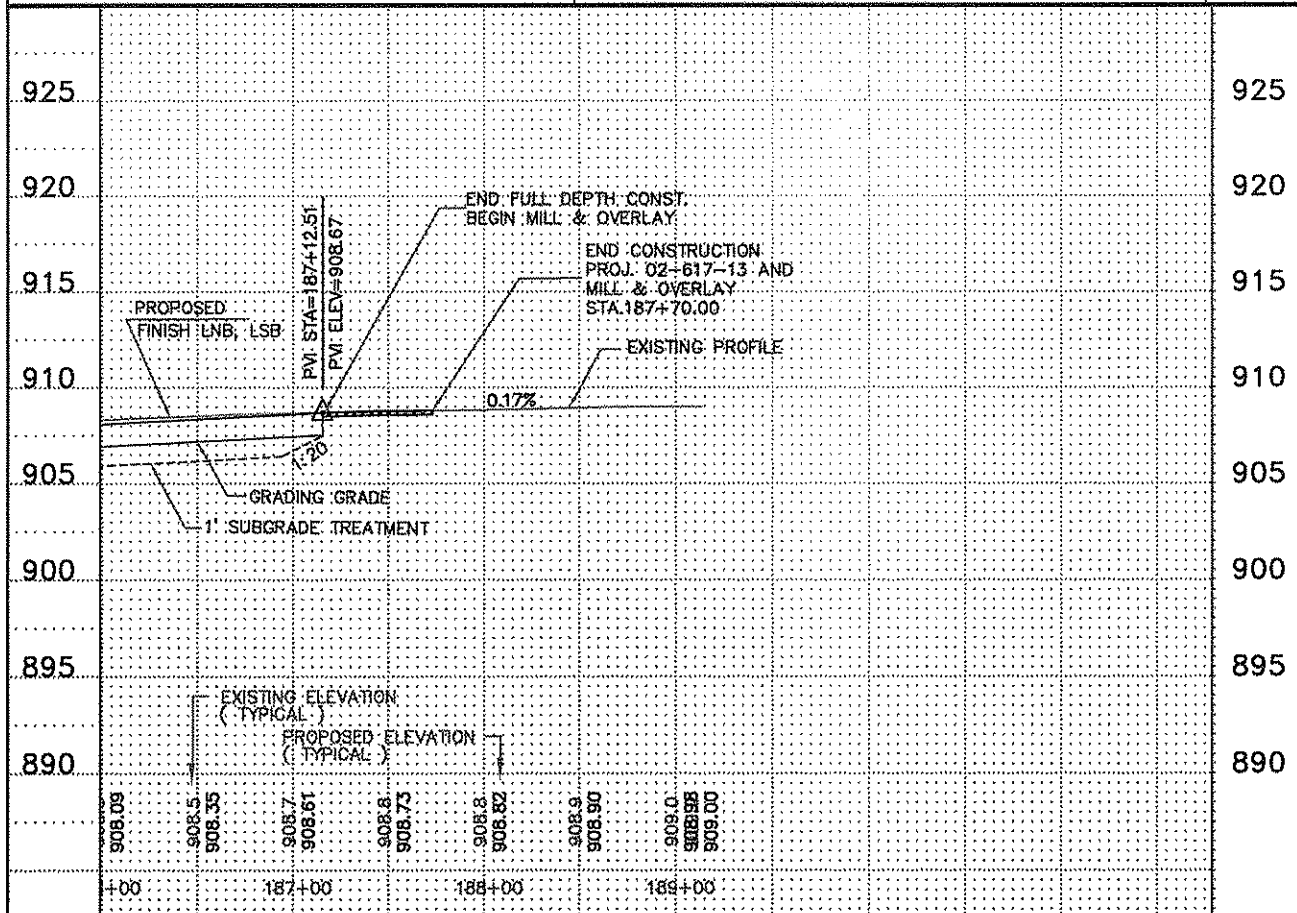 925
925
920
920
PVI STA=187+12.51
PVI ELEV=908.67
END FULL DEPTH CONST.
BEGIN MILL & OVERLAY
END CONSTRUCTION
PROJ. 02-617-13 AND
MILL & OVERLAY
STA.187+70.00
915
915
PROPOSED
FINISH LNB, LSB
EXISTING PROFILE
910
910
0.17%
1:20
905
905
GRADING GRADE
1' SUBGRADE TREATMENT
900
900
895
895
EXISTING ELEVATION
( TYPICAL )
PROPOSED ELEVATION
( TYPICAL )
890
890
908.09
908.5
908.35
908.7
908.61
908.8
908.73
908.8
908.82
908.9
908.90
909.0
909.00
+00
187+00
188+00
189+00